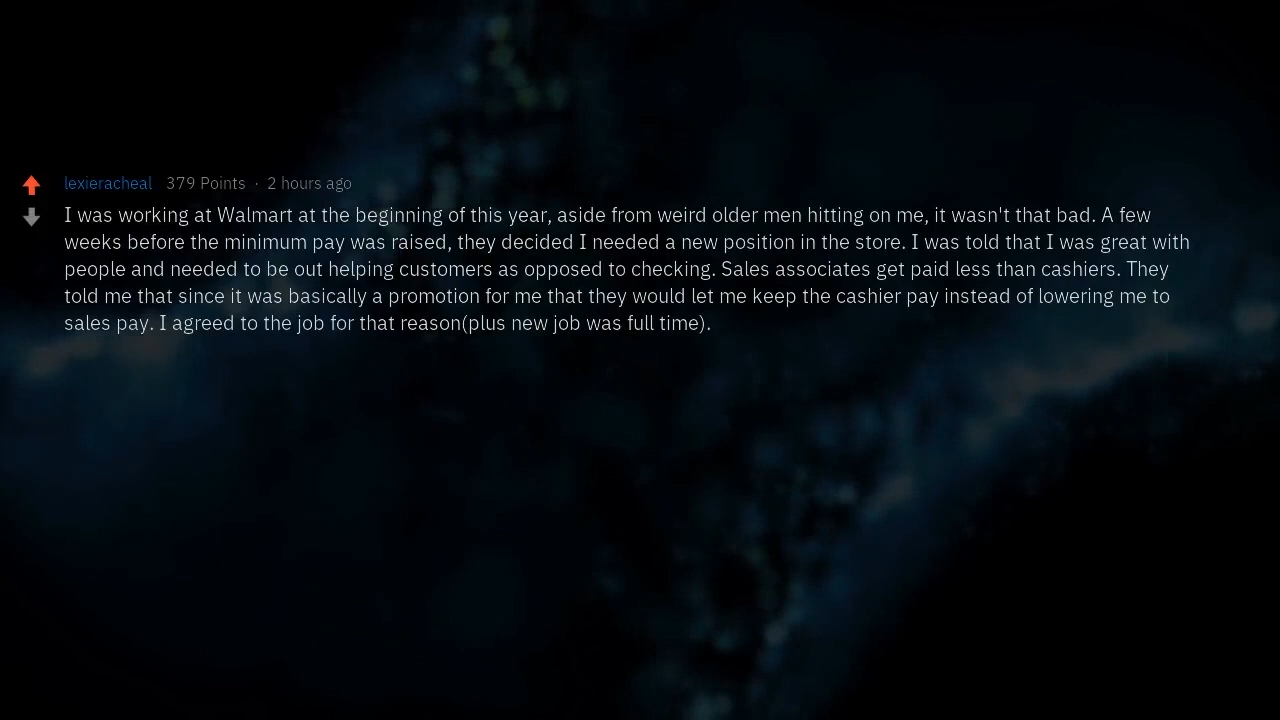 lexieracheal 379 Points · 2 hours ago
I was working at Walmart at the beginning of this year, aside from weird older men hitting on me, it wasn't that bad. A few
weeks before the minimum pay was raised, they decided I needed a new position in the store. I was told that I was great with
people and needed to be out helping customers as opposed to checking. Sales associates get paid less than cashiers. They
told me that since it was basically a promotion for me that they would let me keep the cashier pay instead of lowering me to
sales pay. I agreed to the job for that reason(plus new job was full time).